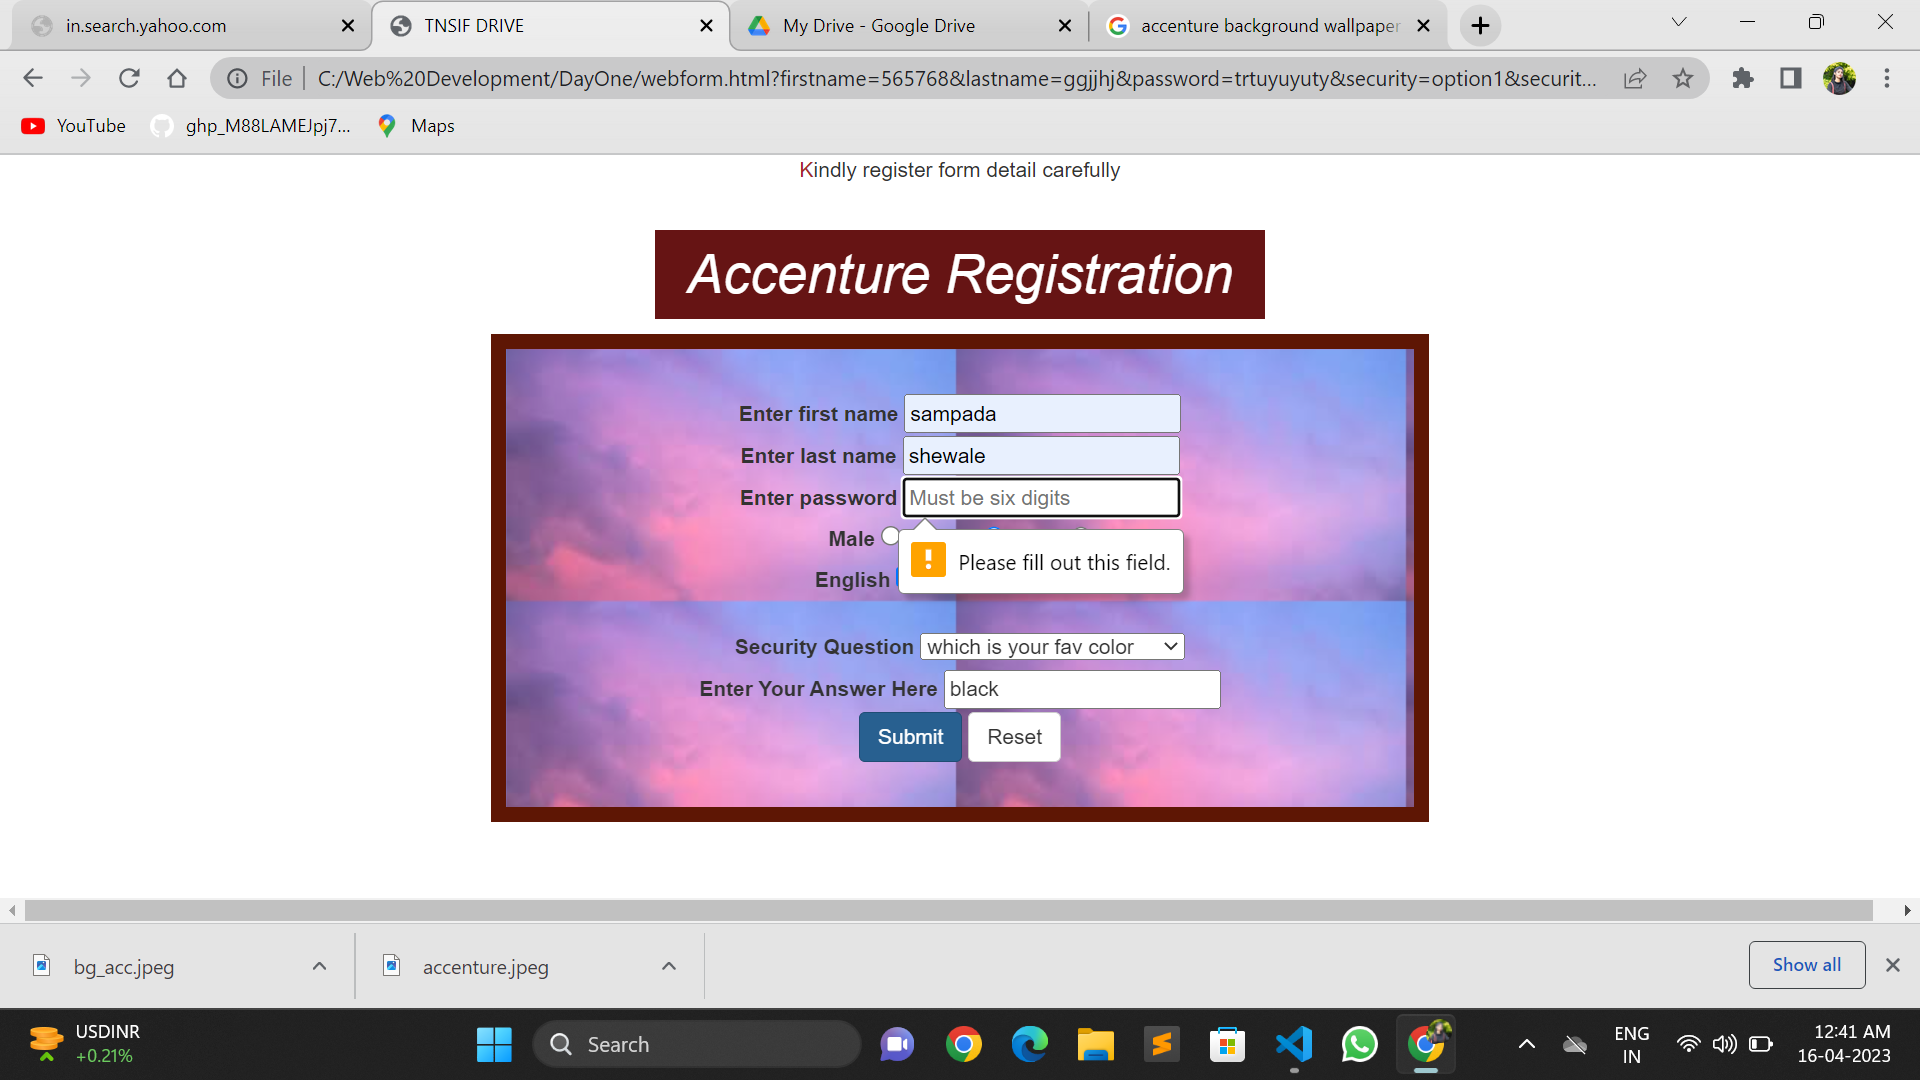 in.search.yahoo.com
TNSIF DRIVE
My Drive - Google Drive
accenture background wallpaper
File
C:/Web%20Development/DayOne/webform.html?firstname=565768&lastname=ggjjhj&password=trtuyuyuty&security=option1&securit...
YouTube
ghp_M88LAMEJpj7...
Maps
Kindly register form detail carefully
Accenture Registration
Enter first name sampada
Enter last name shewale
Enter password Must be six digits
Male
Please fill out this field.
English
Security Question which is your fav color
Enter Your Answer Here black
Submit Reset
bg_acc.jpeg
accenture.jpeg
Show all
USDINR
+0.21%
Search
ENG
IN
12:41 AM
16-04-2023